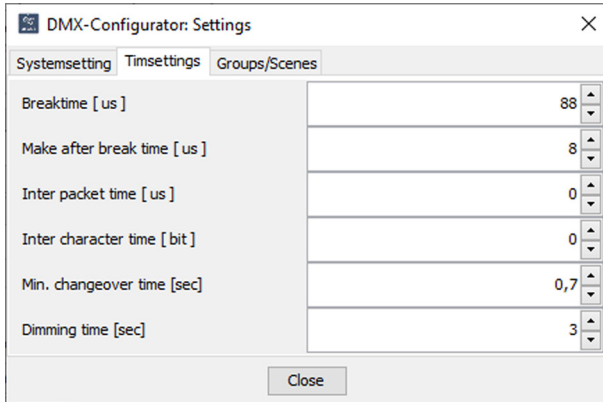 DMX-Configurator: Settings
Systemsetting Timsettings Groups/Scenes
Breaktime [ us ] 88
Make after break time [ us ] 8
Inter packet time [ us ] 0
Inter character time [ bit ] 0
Min. changeover time [sec] 0,7
Dimming time [sec] 3
Close